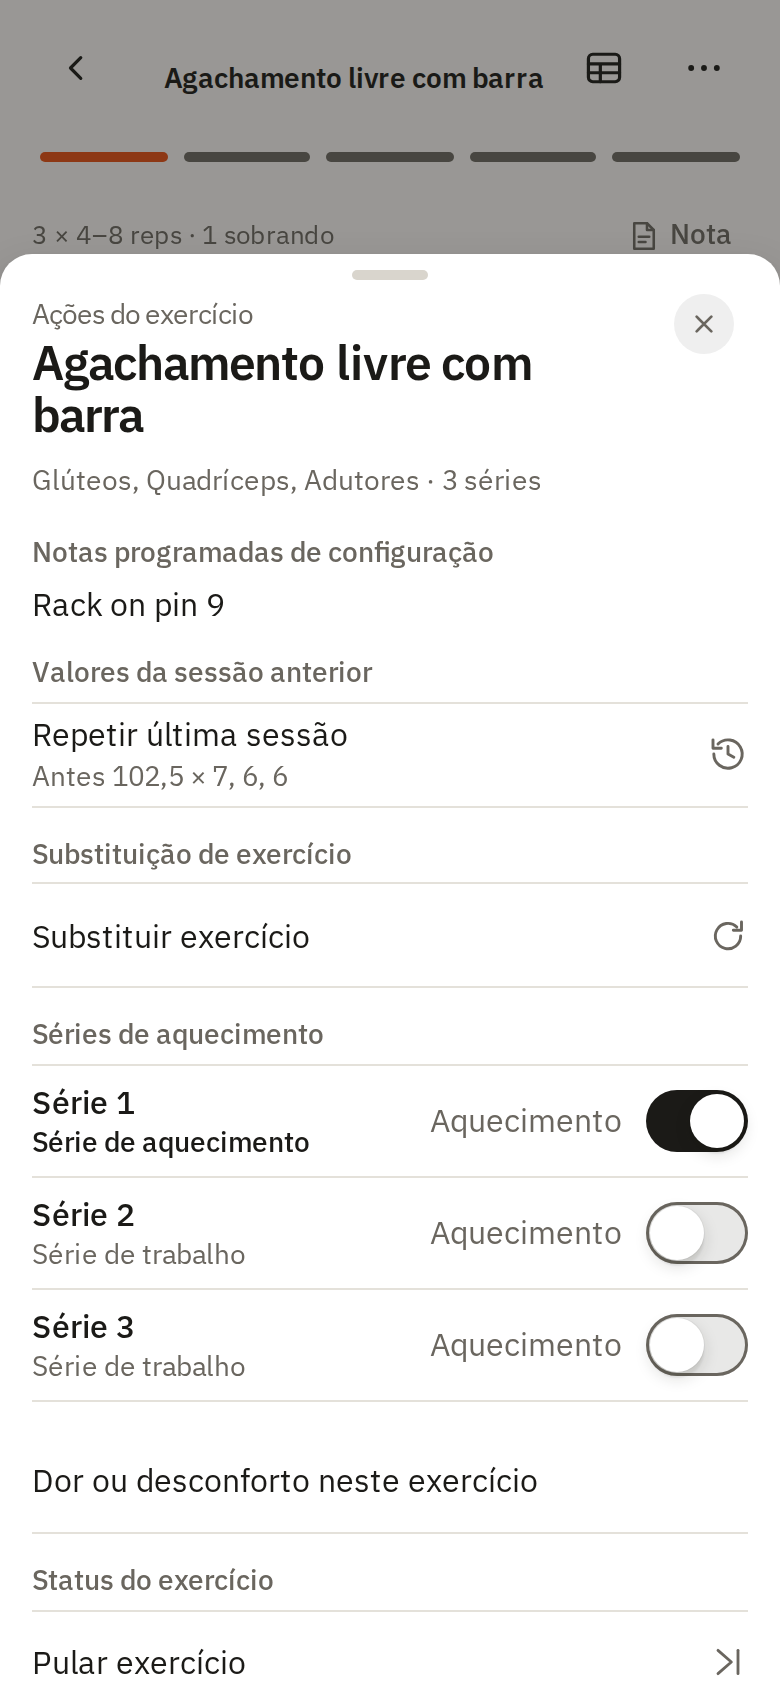 Agachamento livre com barra
3 × 4–8 reps · 1 sobrando
Nota
Ações do exercício
Agachamento livre com
barra
Glúteos, Quadríceps, Adutores · 3 séries
Notas programadas de configuração
Rack on pin 9
Valores da sessão anterior
Repetir última sessão
Antes 102,5 × 7, 6, 6
Substituição de exercício
Substituir exercício
Séries de aquecimento
Série 1
Série de aquecimento
Aquecimento
Série 2
Série de trabalho
Aquecimento
Série 3
Série de trabalho
Aquecimento
Dor ou desconforto neste exercício
Status do exercício
Pular exercício